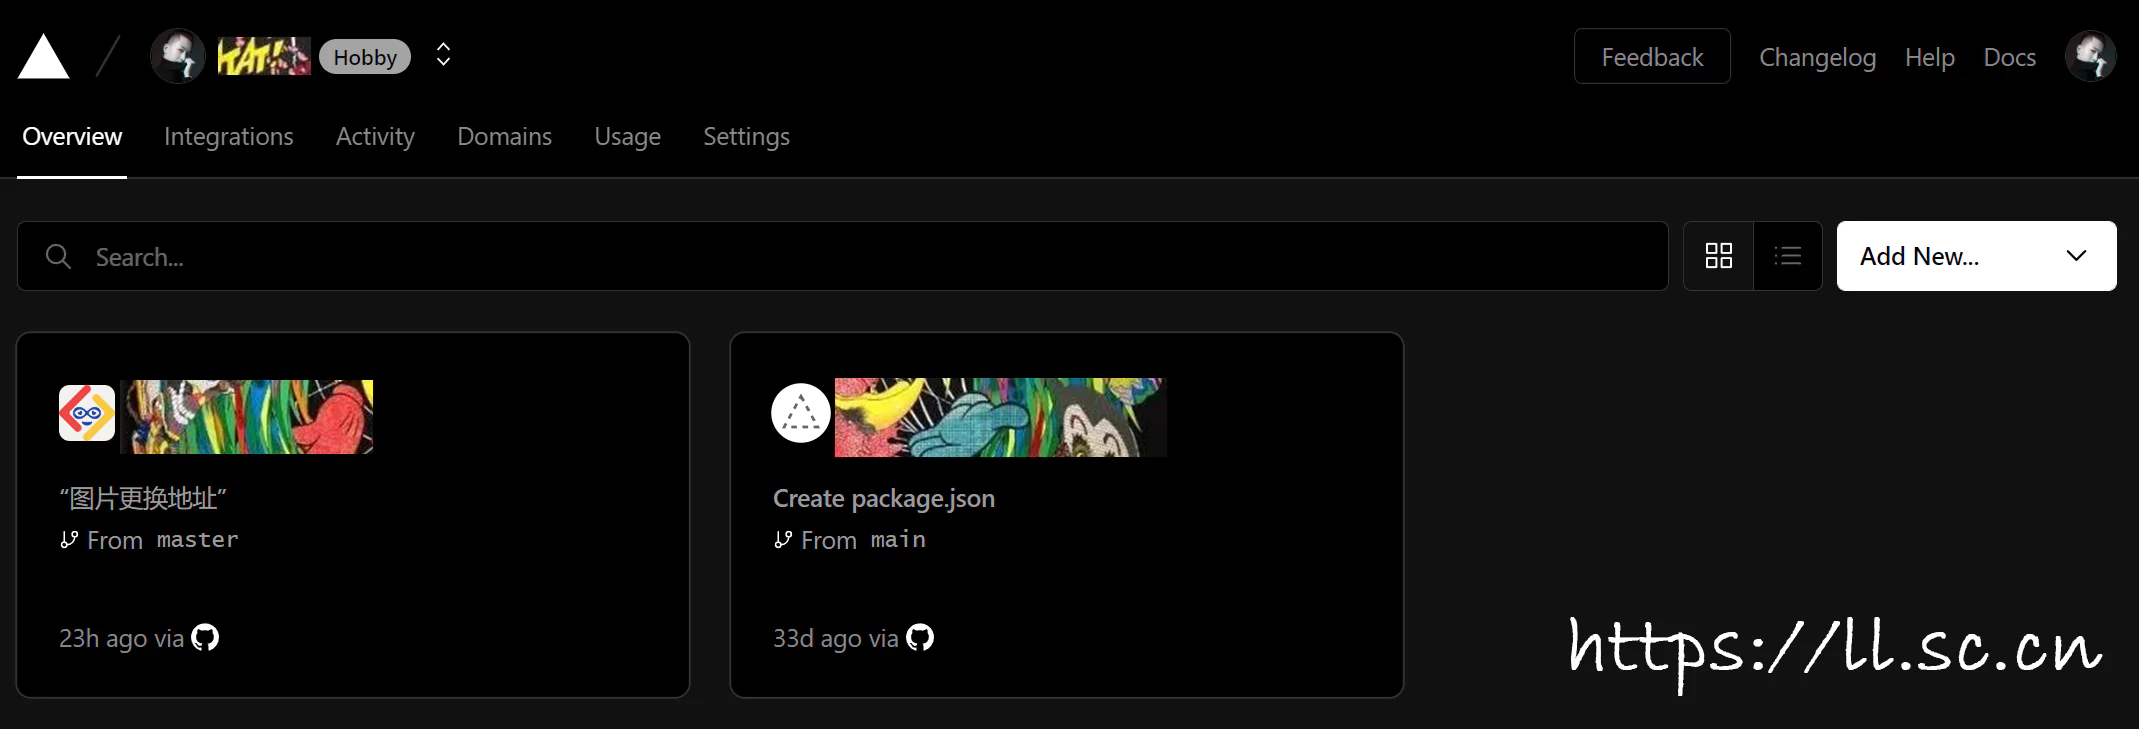 Hobby
Feedback Changelog Help Docs
Overview Integrations Activity Domains Usage Settings
Search...
Add New...
“图片更换地址”
From master
23h ago via
Create package.json
From main
33d ago via
https://ll.sc.cn